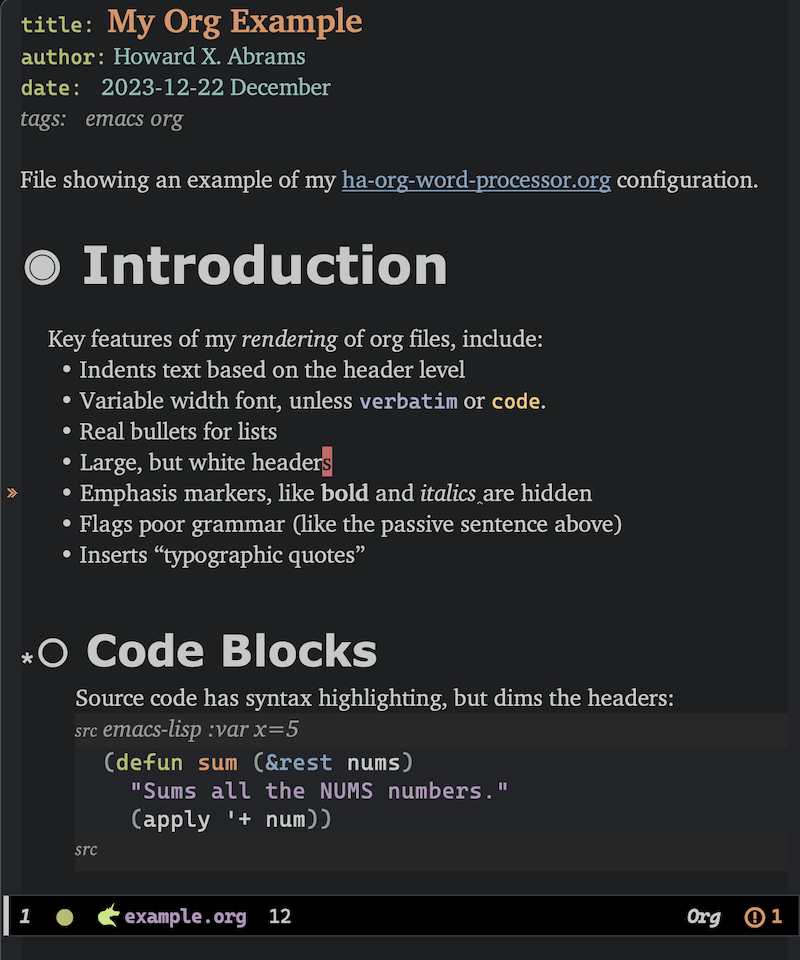 title: My Org Example
author: Howard X. Abrams
date: 2023-12-22 December
tags: emacs org
File showing an example of my ha-org-word-processor.org configuration.
◉ Introduction
Key features of my rendering of org files, include:
• Indents text based on the header level
• Variable width font, unless verbatim or code.
• Real bullets for lists
• Large, but white headers
» • Emphasis markers, like bold and italics are hidden
• Flags poor grammar (like the passive sentence above)
• Inserts “typographic quotes”
*○ Code Blocks
Source code has syntax highlighting, but dims the headers:
src emacs-lisp :var x=5
(defun sum (&rest nums)
"Sums all the NUMS numbers."
(apply '+ num))
src
1 example.org 12 Org 1